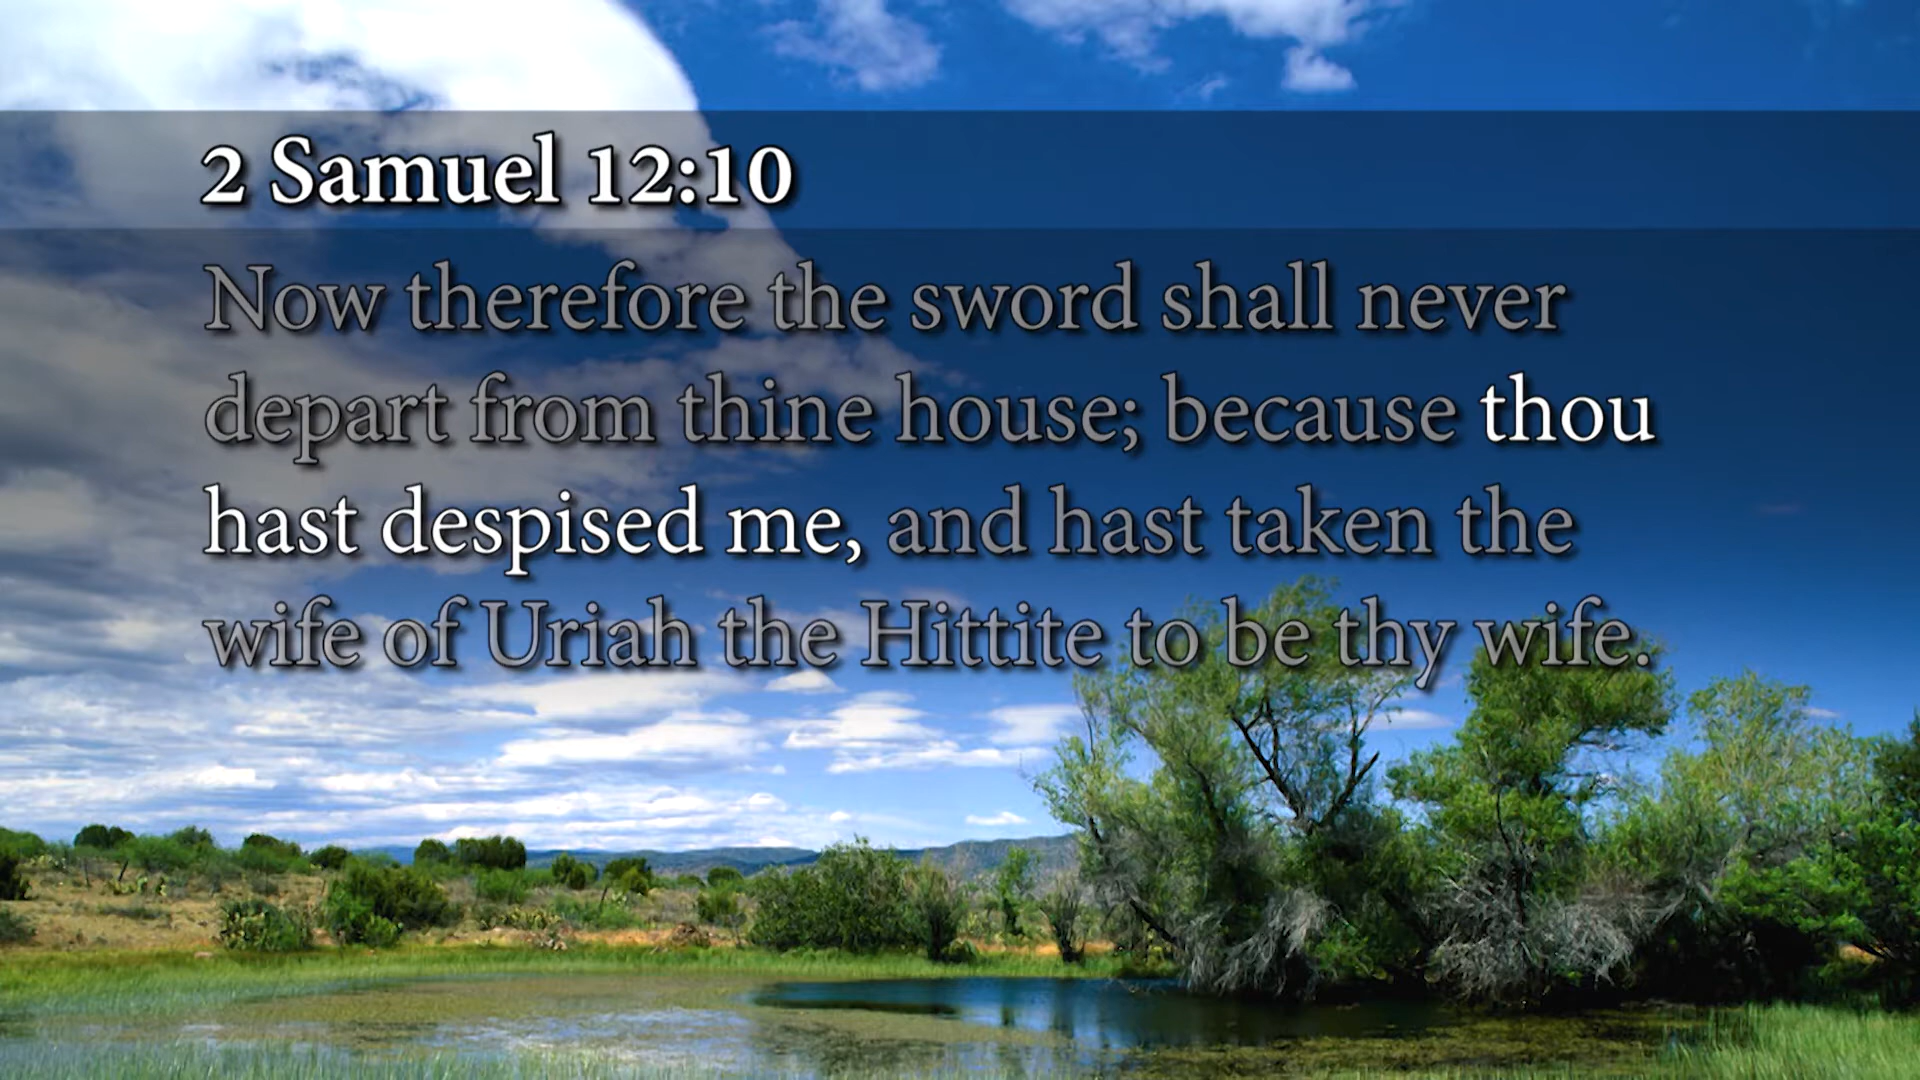 2 Samuel 12:10
Now therefore the sword shall never
depart from thine house; because thou
hast despised me, and hast taken the
wife of Uriah the Hittite to be thy wife.